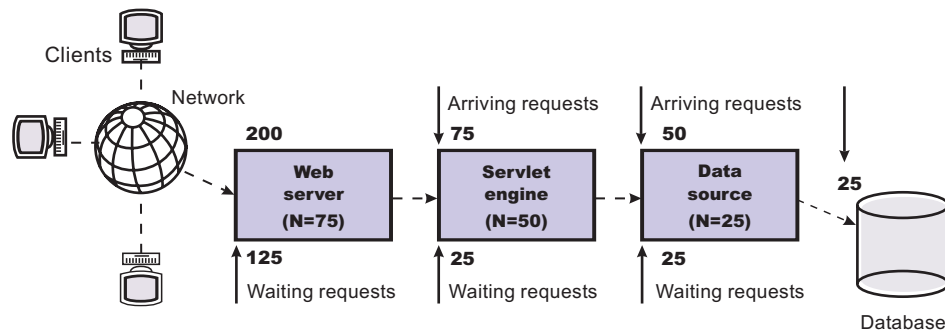 Clients
Network
Arriving requests
Arriving requests
200
75
50
25
Web
server
(N=75)
Servlet
engine
(N=50)
Data
source
(N=25)
125
25
25
Waiting requests
Waiting requests
Waiting requests
Database